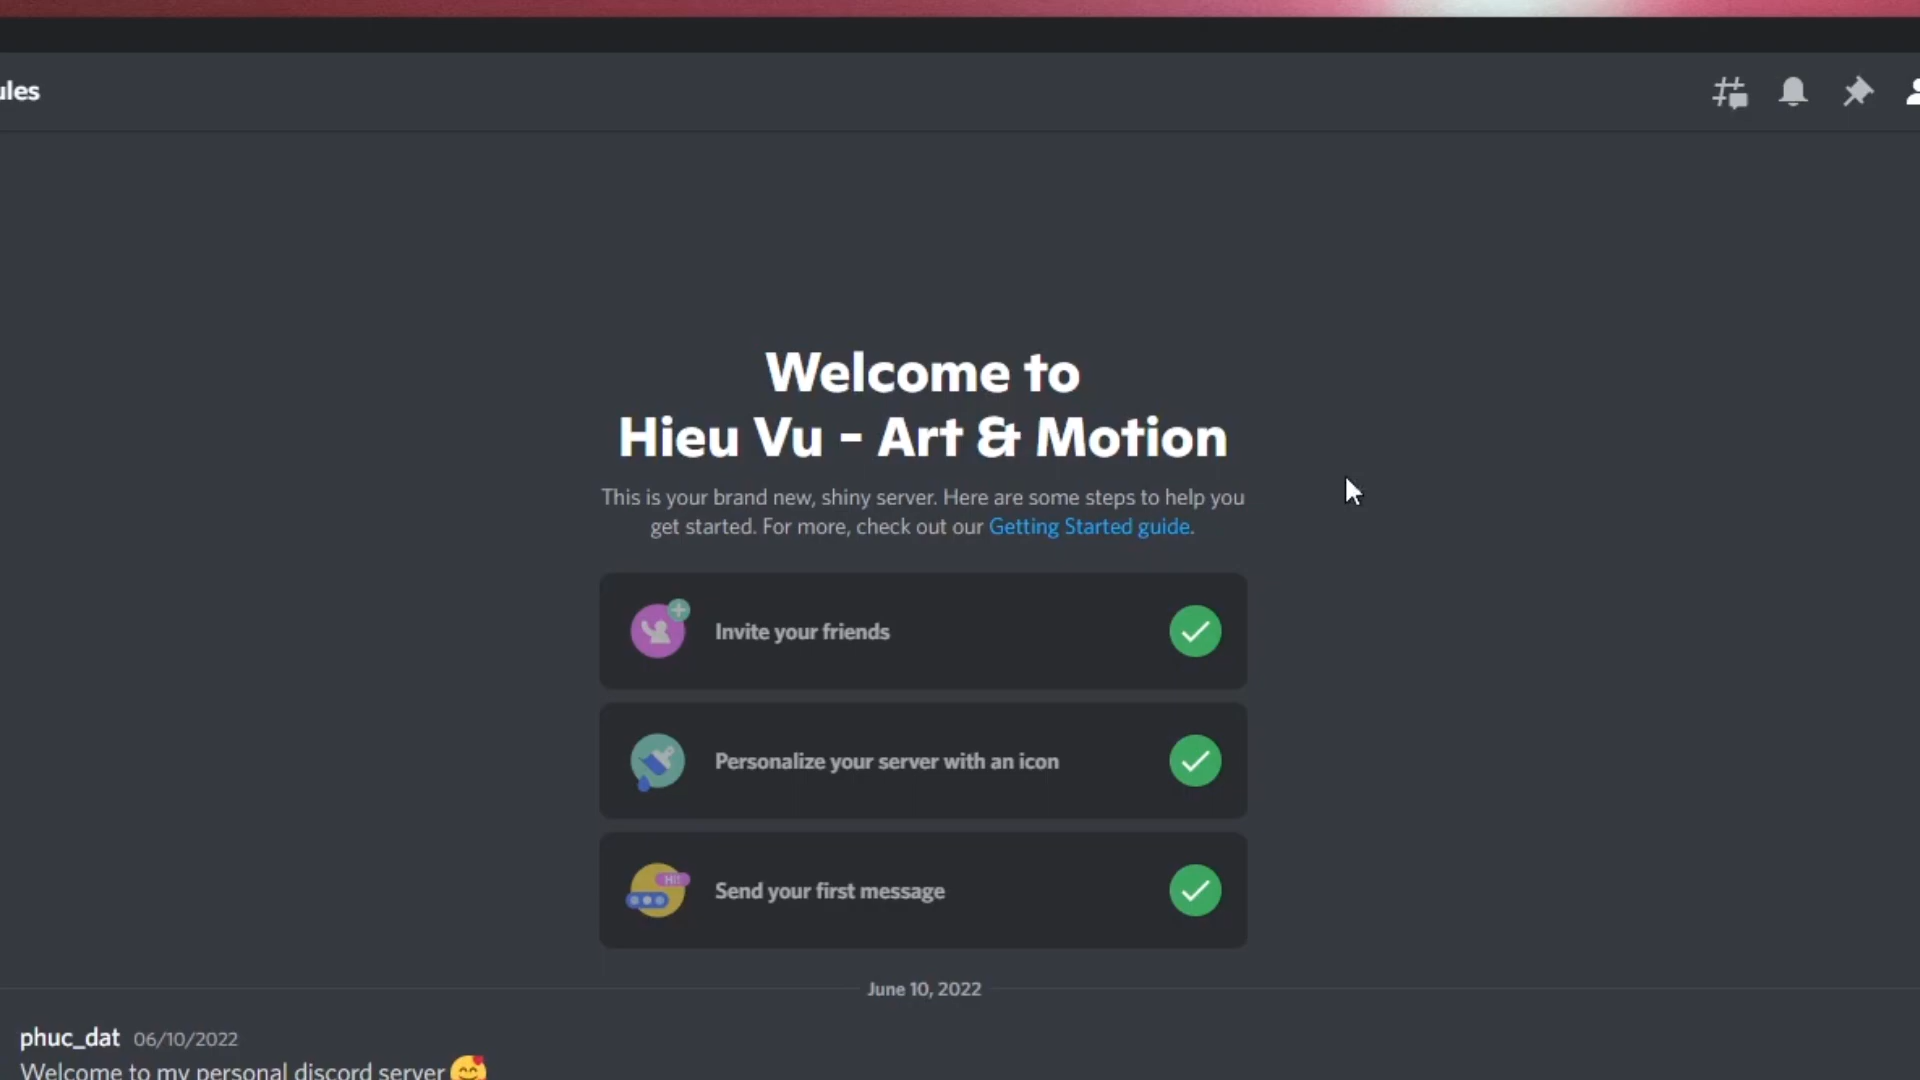 ules
Welcome to
Hieu Vu - Art & Motion
This is your brand new, shiny server. Here are some steps to help you
get started. For more, check out our Getting Started guide.
Invite your friends
Personalize your server with an icon
HI!
Send your first message
June 10, 2022
phuc_dat 06/10/2022
Welcome to my personal discord server 🥰